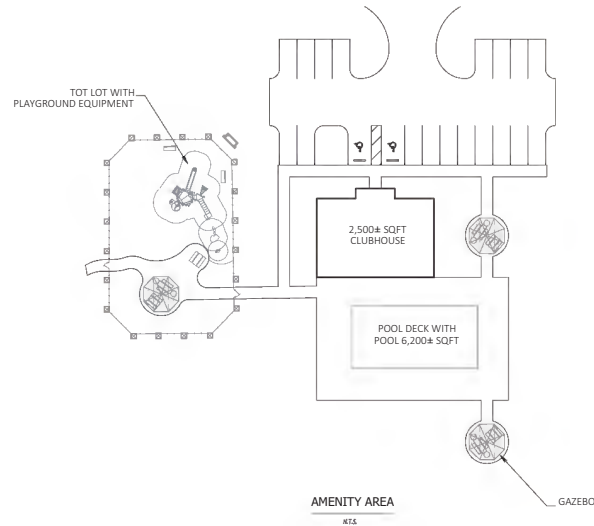 TOT LOT WITH
PLAYGROUND EQUIPMENT
2,500± SQFT
CLUBHOUSE
POOL DECK WITH
POOL 6,200± SQFT
GAZEBO
AMENITY AREA
N.T.S.